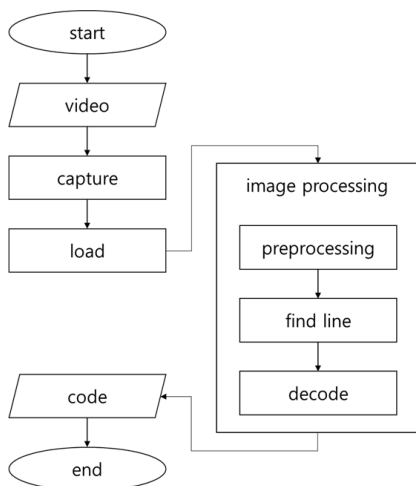 start
video
capture
load
image processing
preprocessing
find line
decode
code
end